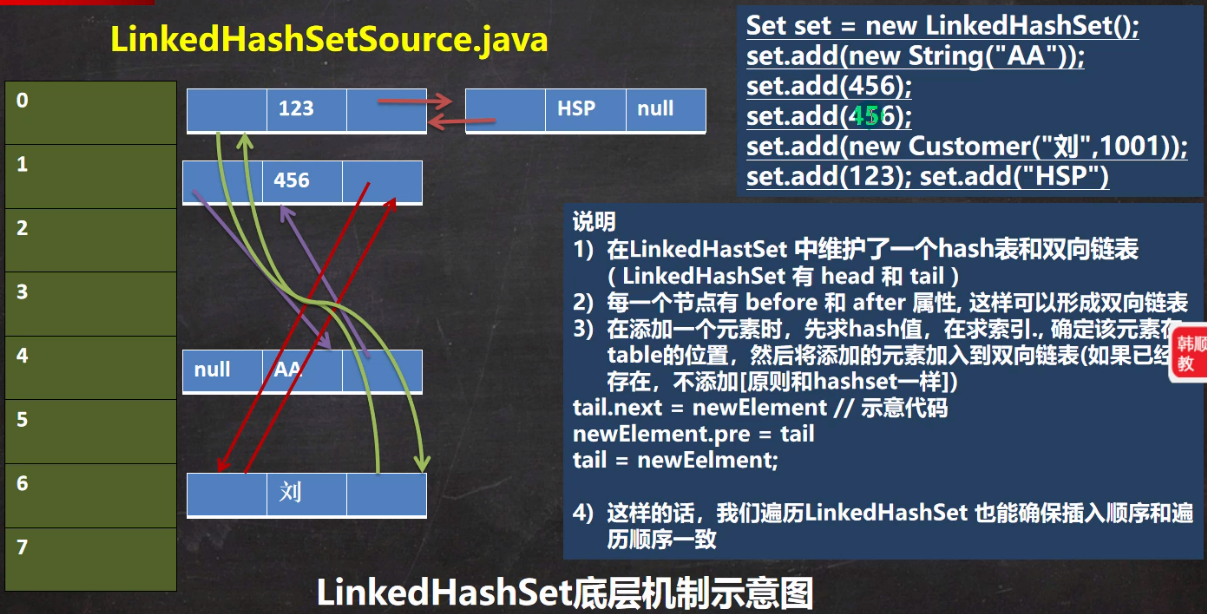 LinkedHashSetSource.java
0
1
2
3
4
5
6
7
123
HSP
null
456
null
AA
刘
Set set = new LinkedHashSet();
set.add(new String("AA"));
set.add(456);
set.add(456);
set.add(new Customer("刘",1001));
set.add(123); set.add("HSP")
说明
1) 在LinkedHastSet 中维护了一个hash表和双向链表
( LinkedHashSet 有 head 和 tail )
2) 每一个节点有 before 和 after 属性, 这样可以形成双向链表
3) 在添加一个元素时，先求hash值，在求索引., 确定该元素在
table的位置，然后将添加的元素加入到双向链表(如果已经
存在，不添加[原则和hashset一样])
tail.next = newElement // 示意代码
newElement.pre = tail
tail = newEelment;
4) 这样的话，我们遍历LinkedHashSet 也能确保插入顺序和遍
历顺序一致
韩顺
教
LinkedHashSet底层机制示意图